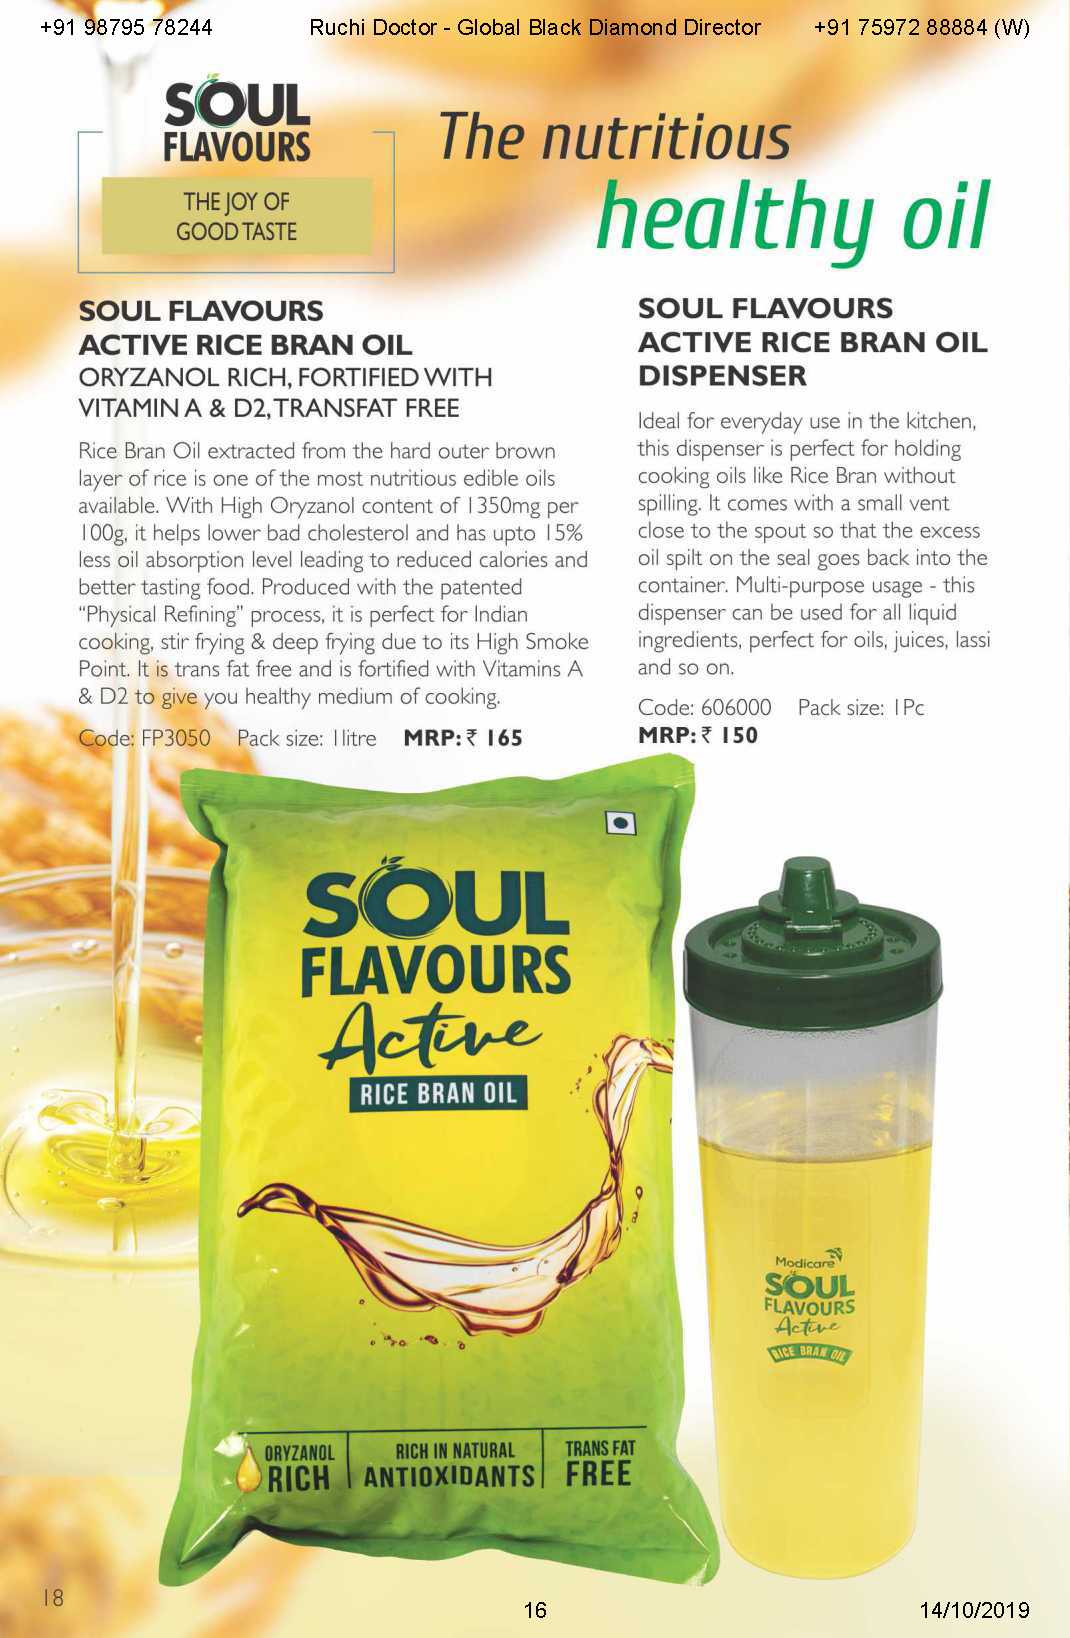 +91 98795 78244 Ruchi Doctor - Global Black Diamond Director +91 75972 88884 (W)
SOUL
FLAVOURS
THE JOY OF
GOOD TASTE
The nutritious
healthy oil
SOUL FLAVOURS
ACTIVE RICE BRAN OIL
ORYZANOL RICH, FORTIFIED WITH
VITAMIN A & D2, TRANSFAT FREE
Rice Bran Oil extracted from the hard outer brown
layer of rice is one of the most nutritious edible oils
available. With High Oryzanol content of 1350mg per
100g, it helps lower bad cholesterol and has upto 15%
less oil absorption level leading to reduced calories and
better tasting food. Produced with the patented
“Physical Refining” process, it is perfect for Indian
cooking, stir frying & deep frying due to its High Smoke
Point. It is trans fat free and is fortified with Vitamins A
& D2 to give you healthy medium of cooking.
Code: FP3050 Pack size: 1litre MRP: ₹ 165
SOUL FLAVOURS
ACTIVE RICE BRAN OIL
DISPENSER
Ideal for everyday use in the kitchen,
this dispenser is perfect for holding
cooking oils like Rice Bran without
spilling. It comes with a small vent
close to the spout so that the excess
oil spilt on the seal goes back into the
container. Multi-purpose usage - this
dispenser can be used for all liquid
ingredients, perfect for oils, juices, lassi
and so on.
Code: 606000 Pack size: 1Pc
MRP: ₹ 150
SOUL
FLAVOURS
Active
RICE BRAN OIL
ORYZANOL
RICH
RICH IN NATURAL
ANTIOXIDANTS
TRANS FAT
FREE
Modicare
SOUL
FLAVOURS
Active
RICE BRAN OIL
18
16
14/10/2019